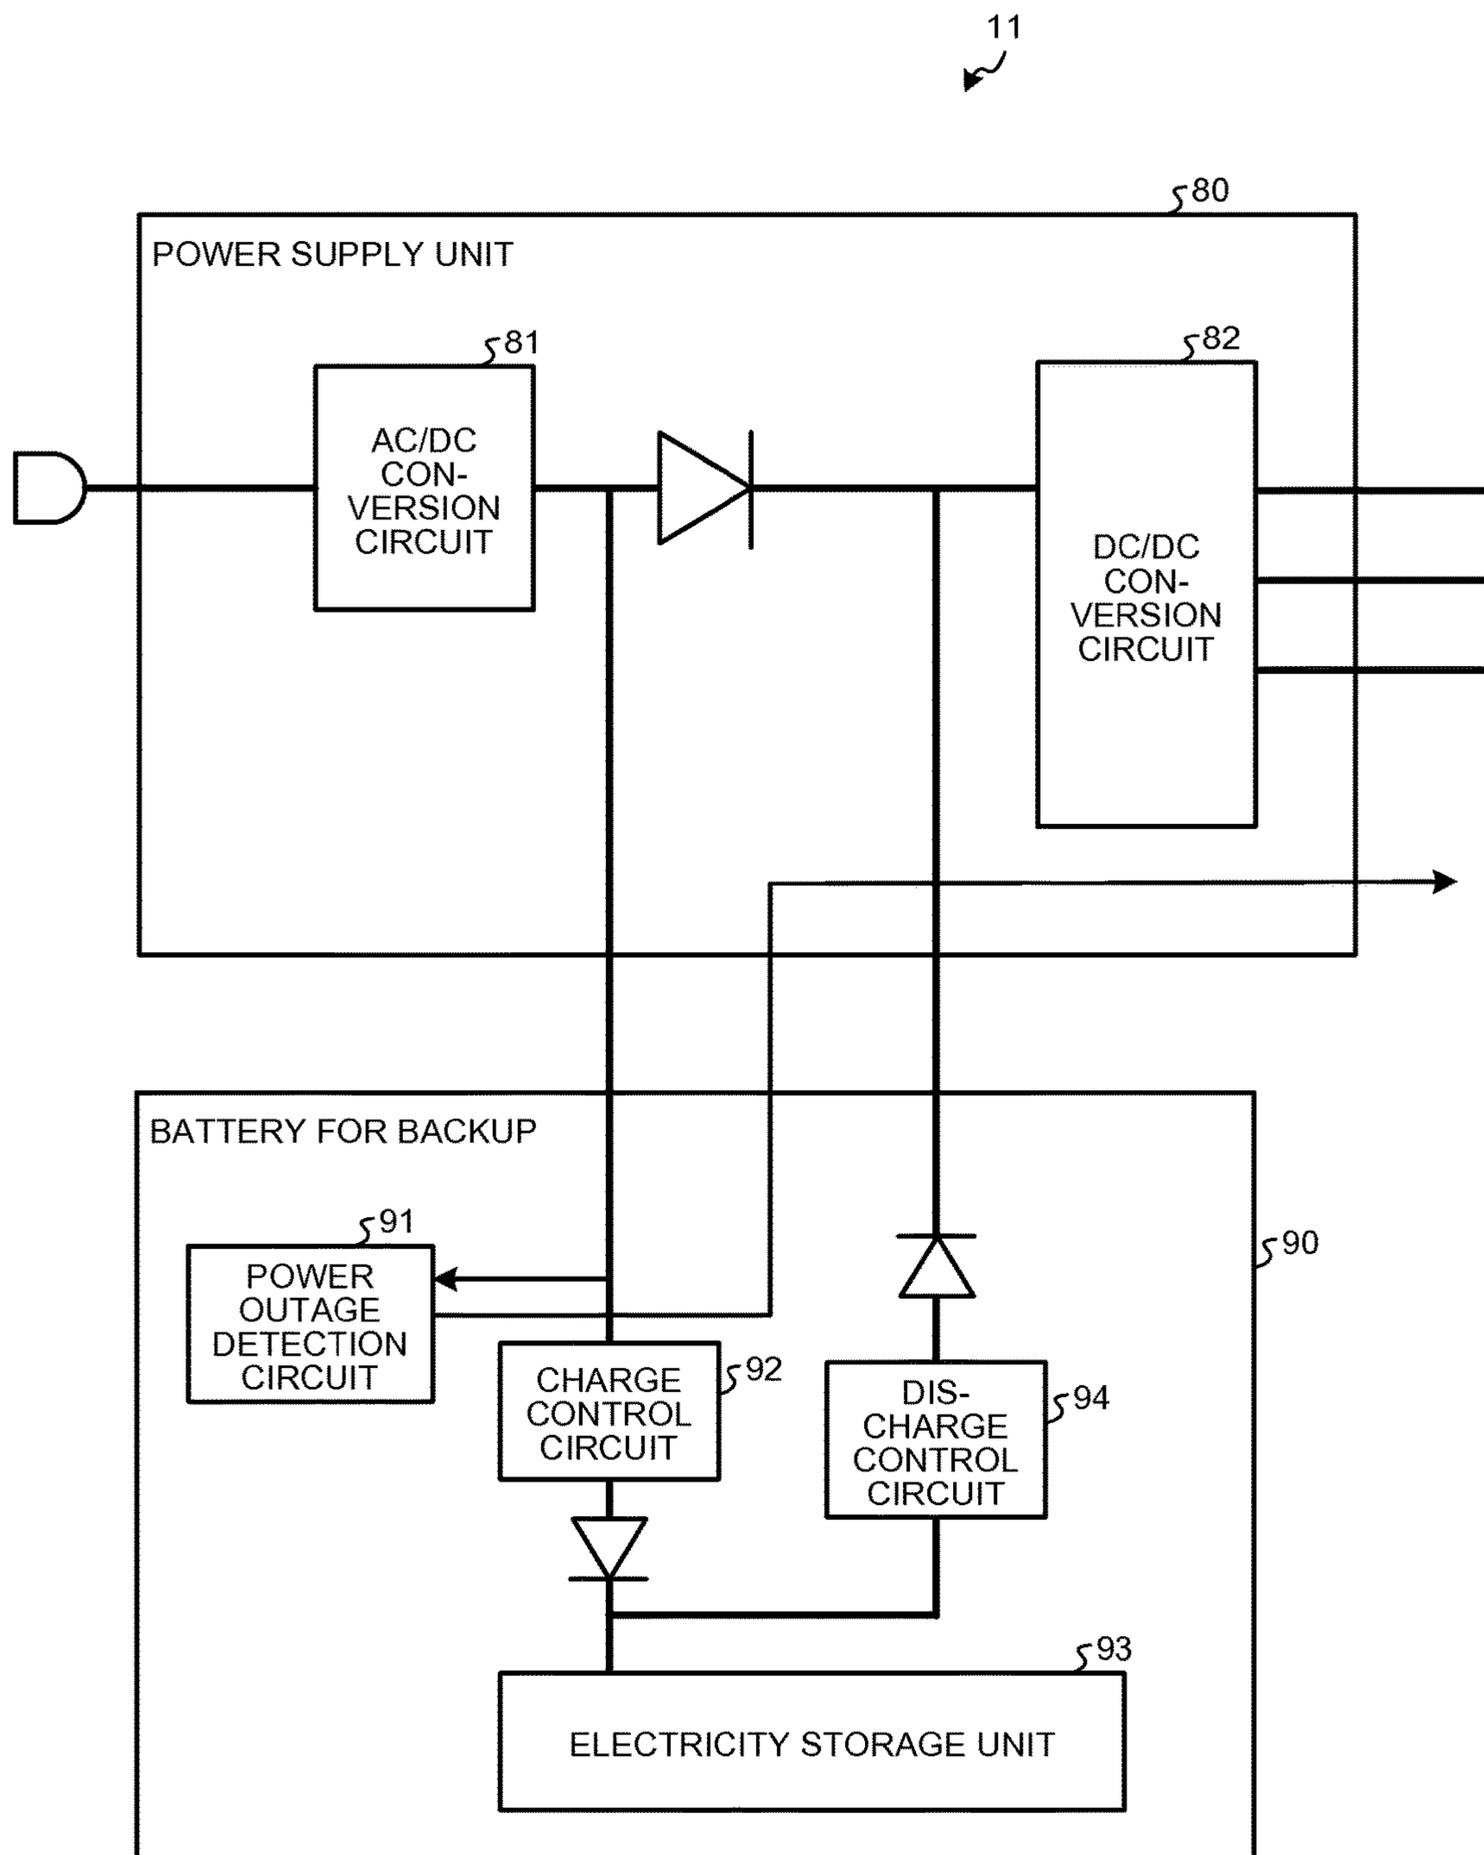 11
80
POWER SUPPLY UNIT
81
82
AC/DC
CON-
VERSION
CIRCUIT
DC/DC
CON-
VERSION
CIRCUIT
BATTERY FOR BACKUP
91
90
POWER
OUTAGE
DETECTION
CIRCUIT
CHARGE
CONTROL
CIRCUIT
92
DIS-
CHARGE
CONTROL
CIRCUIT
94
93
ELECTRICITY STORAGE UNIT